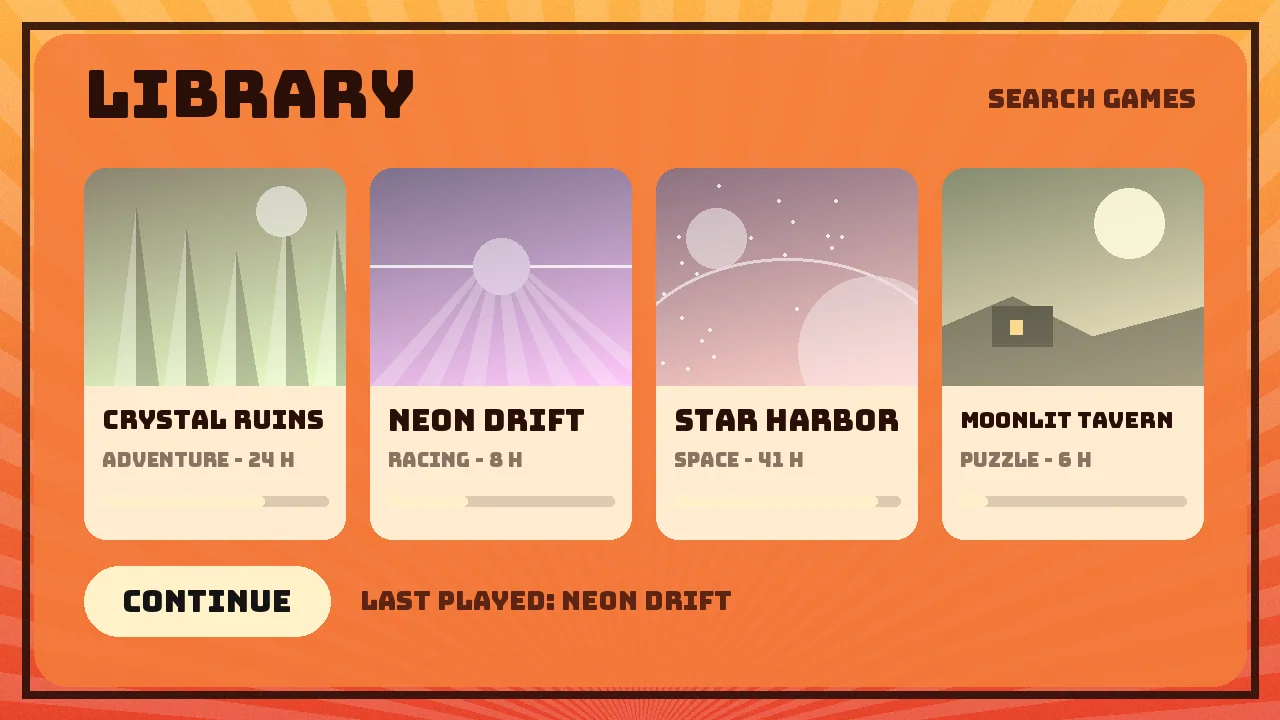 LIBRARY
SEARCH GAMES
CRYSTAL RUINS
ADVENTURE - 24 H
NEON DRIFT
RACING - 8 H
STAR HARBOR
SPACE - 41 H
MOONLIT TAVERN
PUZZLE - 6 H
CONTINUE
LAST PLAYED: NEON DRIFT